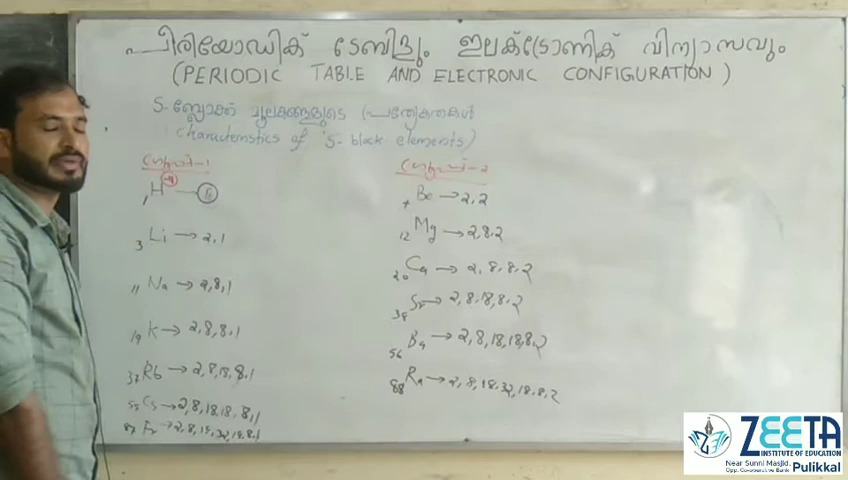 പീരിയോഡിക് ടേബിളും ഇലക്ട്രോണിക് വിന്യാസവും
(PERIODIC TABLE AND ELECTRONIC CONFIGURATION)
S-ബ്ലോക്ക് മൂലകങ്ങളുടെ (പ്രത്യേകതകൾ
characteristics of 's- block elements)
ഗ്രൂപ്പ്-1
ഗ്രൂപ്പ്-2
1 H
3 Li → 2,1
11 Na → 2,8,1
19 K → 2,8,8,1
37 Rb → 2,8,18,8,1
55 Cs → 2,8,18,18,8,1
87 Fr → 2,8,18,32,18,8,1
4 Be → 2,2
12 Mg → 2,8,2
20 Ca → 2,8,8,2
38 Sr → 2,8,18,8,2
56 Ba → 2,8,18,18,8,2
88 Ra → 2,8,18,32,18,8,2
ZEETA
INSTITUTE OF EDUCATION
Near Sunni Masjid,
Opp. Co-operative Bank Pulikkal